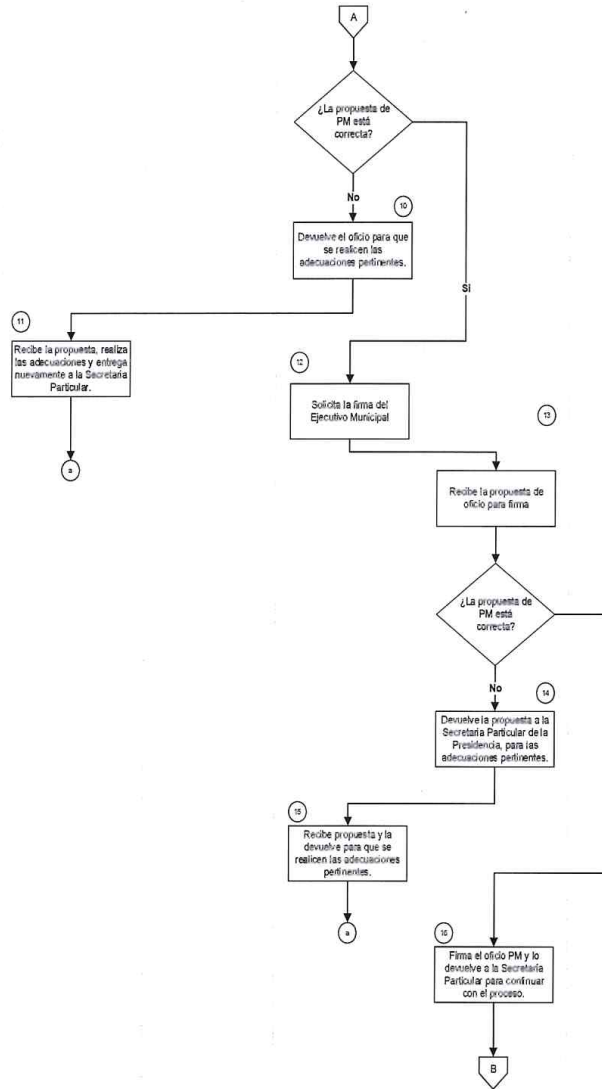 A
¿La propuesta de
PM está
correcta?
No
10
Devuelve el oficio para que
se realicen las
adecuaciones pertinentes.
Sí
11
Recibe la propuesta, realiza
las adecuaciones y entrega
nuevamente a la Secretaría
Particular.
a
12
Solicita la firma del
Ejecutivo Municipal
13
Recibe la propuesta de
oficio para firma
¿La propuesta de
PM está
correcta?
No
14
Devuelve la propuesta a la
Secretaría Particular de la
Presidencia, para las
adecuaciones pertinentes.
15
Recibe propuesta y la
devuelve para que se
realicen las adecuaciones
pertinentes.
a
16
Firma el oficio PM y lo
devuelve a la Secretaría
Particular para continuar
con el proceso.
B